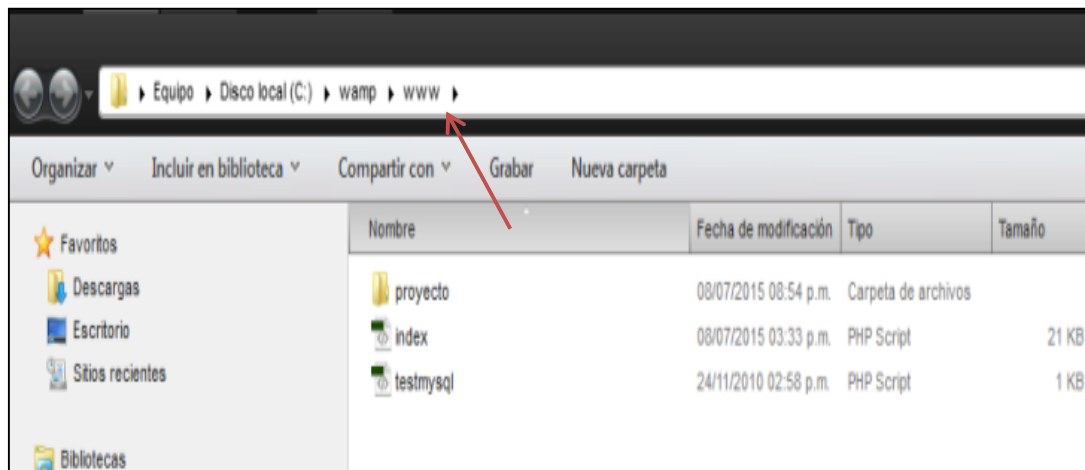 Equipo Disco local (C:) wamp www
Organizar Incluir en biblioteca Compartir con Grabar Nueva carpeta
Favoritos
Descargas
Escritorio
Sitios recientes
Bibliotecas
Nombre Fecha de modificación Tipo Tamaño
proyecto 08/07/2015 08:54 p.m. Carpeta de archivos
index 08/07/2015 03:33 p.m. PHP Script 21 KB
testmysql 24/11/2010 02:58 p.m. PHP Script 1 KB